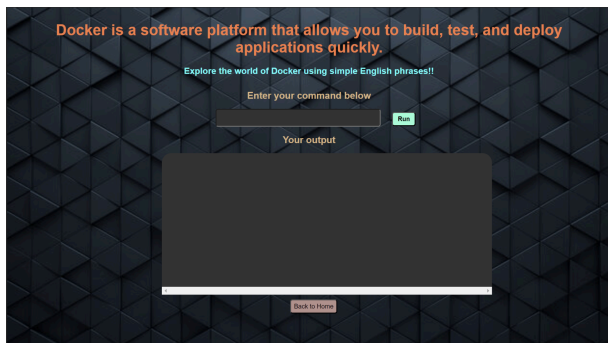 Docker is a software platform that allows you to build, test, and deploy
applications quickly.
Explore the world of Docker using simple English phrases!!
Enter your command below
Run
Your output
Back to Home